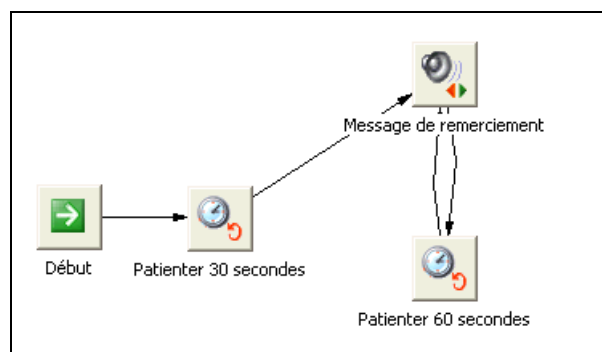 Message de remerciement
Début
Patienter 30 secondes
Patienter 60 secondes